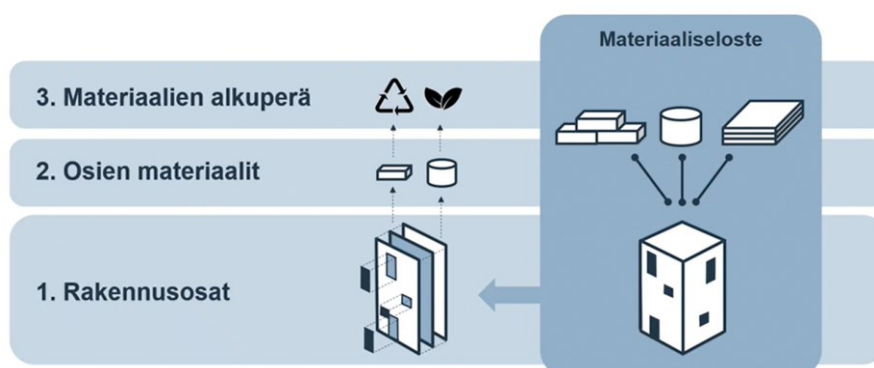 Materiaaliseloste
3. Materiaalien alkuperä
2. Osien materiaalit
1. Rakennusosat